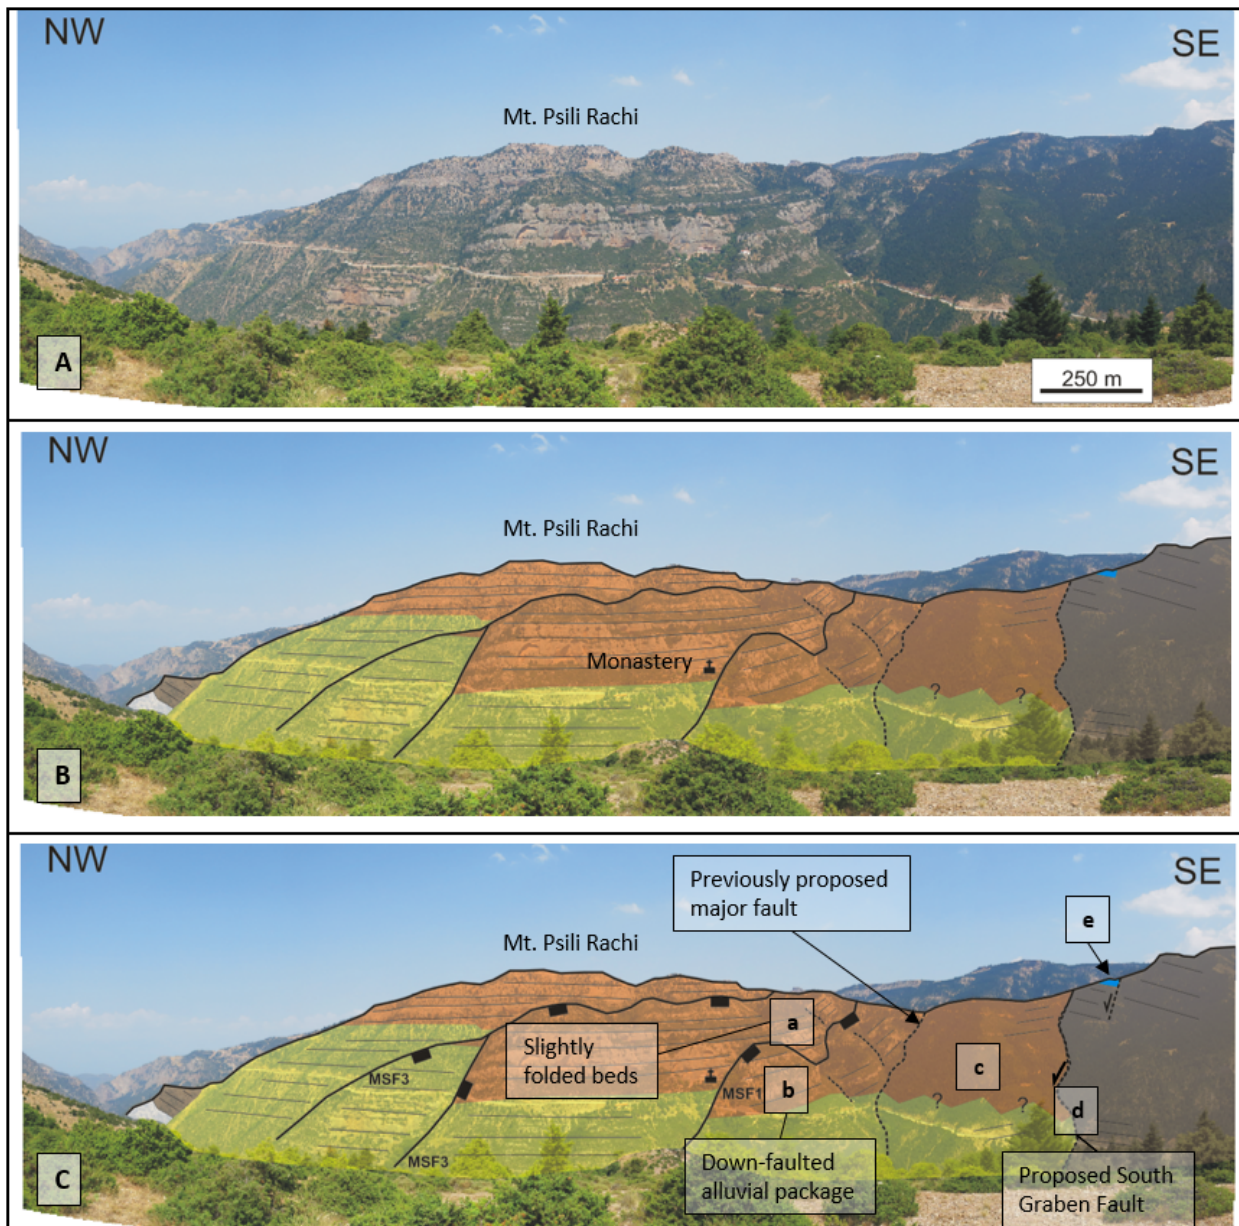 NW
SE
Mt. Psili Rachi
A
250 m
NW
SE
Mt. Psili Rachi
Monastery
?
?
B
NW
SE
Previously proposed
major fault
e
Mt. Psili Rachi
a
Slightly
folded beds
c
MSF3
MSF1
b
?
?
d
MSF3
Down-faulted
alluvial package
Proposed South
Graben Fault
C